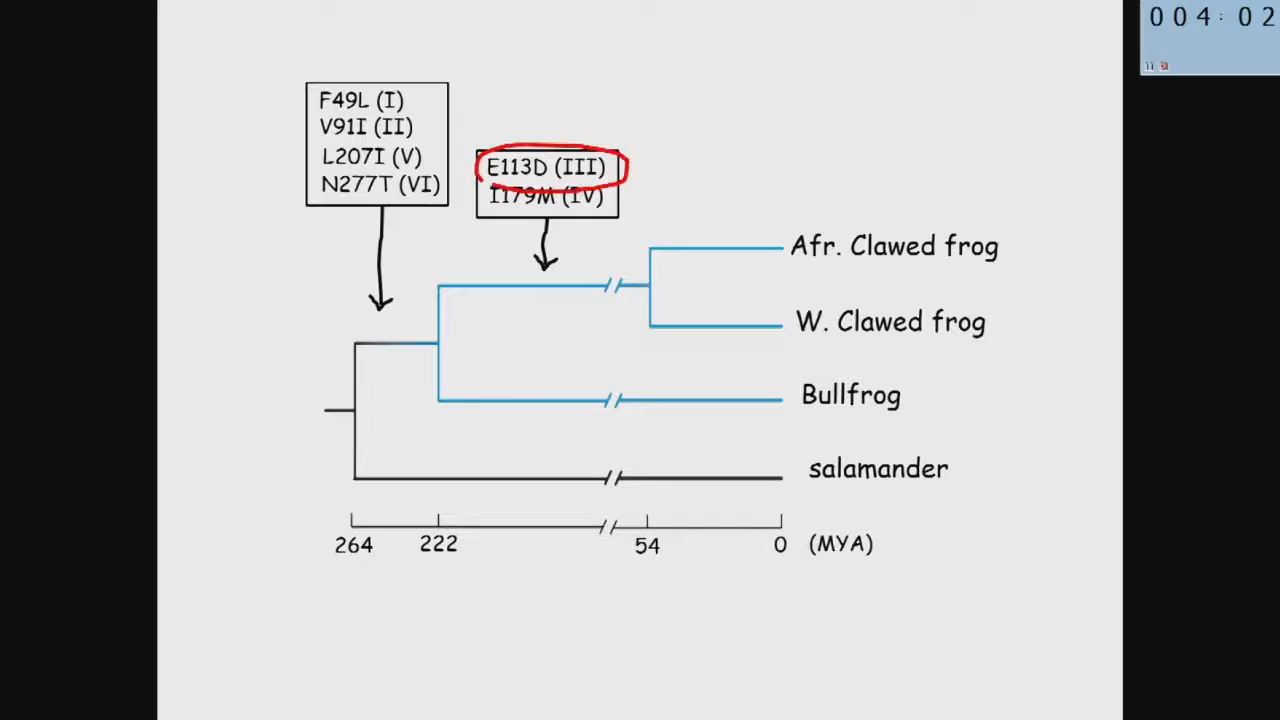 004:02
F49L (I)
V91I (II)
L207I (V)
N277T (VI)
E113D (III)
I179M (IV)
Afr. Clawed frog
W. Clawed frog
Bullfrog
salamander
264 222 54 0 (MYA)